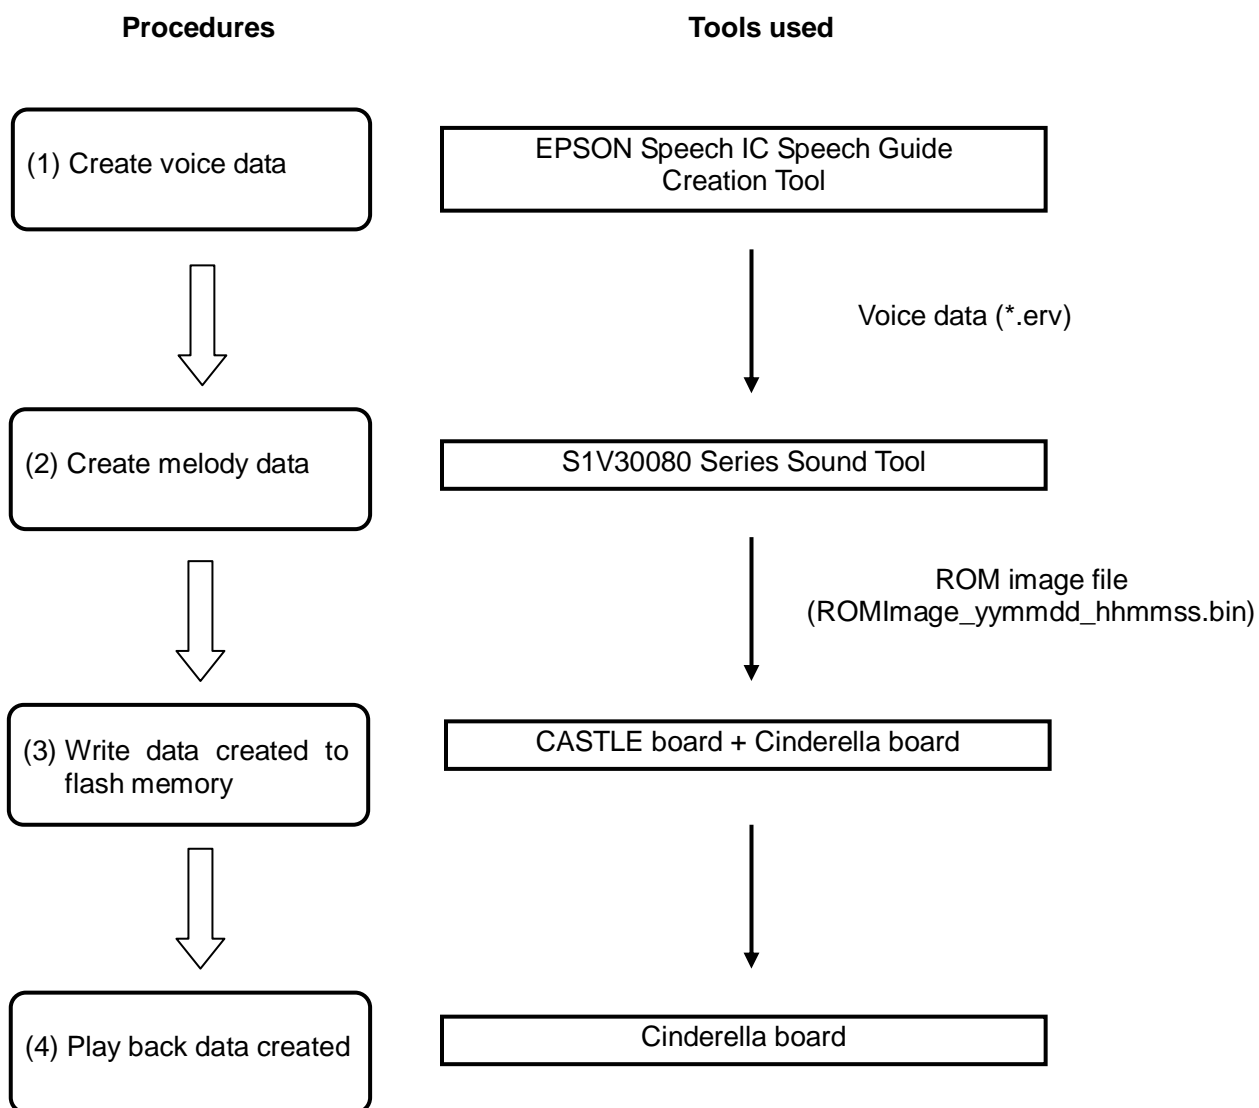 Procedures
Tools used
(1) Create voice data
EPSON Speech IC Speech Guide
Creation Tool
Voice data (*.erv)
(2) Create melody data
S1V30080 Series Sound Tool
ROM image file
(ROMImage_yymmdd_hhmmss.bin)
(3) Write data created to
flash memory
CASTLE board + Cinderella board
(4) Play back data created
Cinderella board